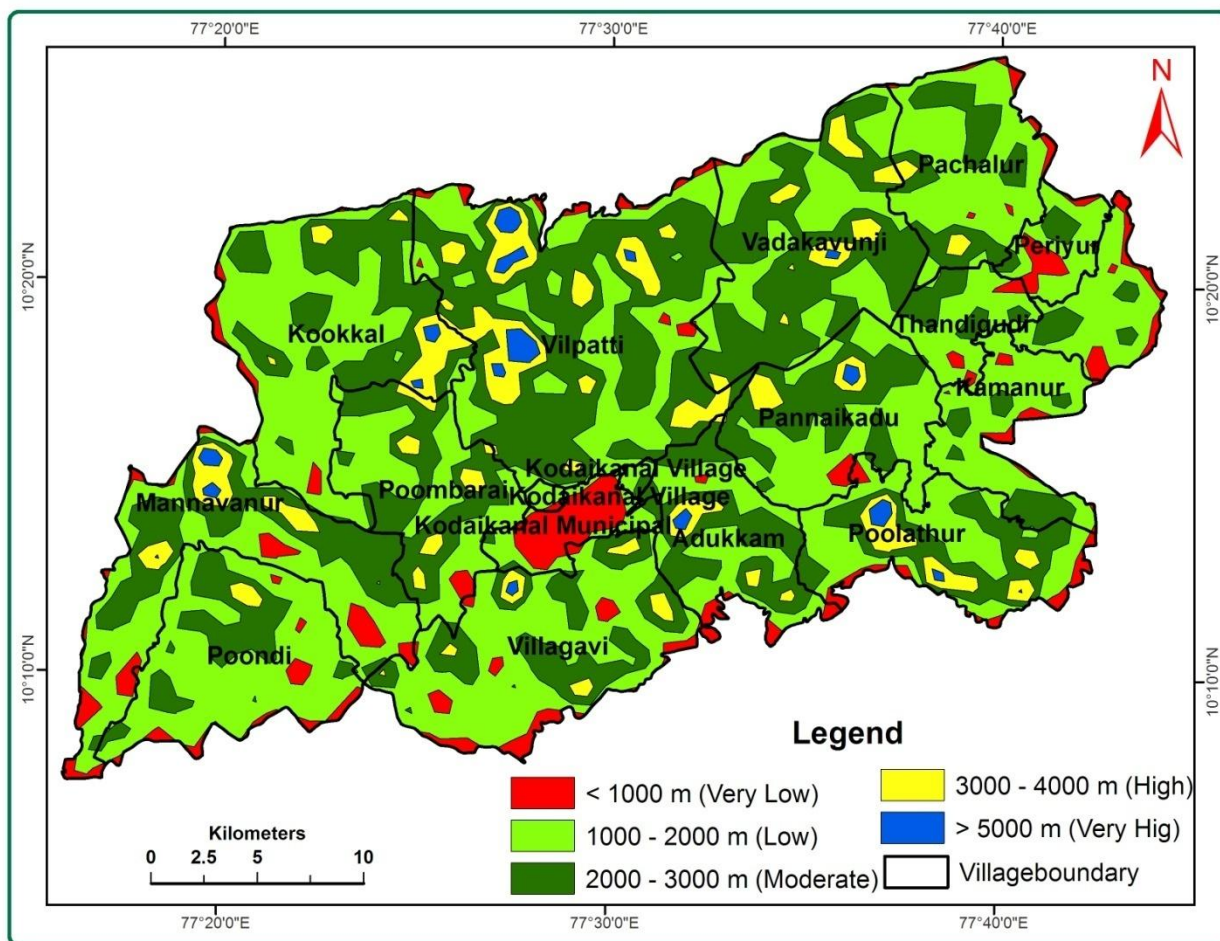 77°20'0"E
77°30'0"E
77°40'0"E
N
Pachalur
Vadakavunji
Periyur
10°20'0"N
10°20'0"N
Kookkal
Vilpatti
Thandigudi
Kamanur
Pannaikadu
Kodaikanal Village
Poombarai
Kodaikanal Village
Mannavanur
Kodaikanal Municipal
Adukkam
Poolathur
Poondi
Villagavi
10°10'0"N
10°10'0"N
Legend
< 1000 m (Very Low)
1000 - 2000 m (Low)
2000 - 3000 m (Moderate)
3000 - 4000 m (High)
> 5000 m (Very Hig)
Villageboundary
Kilometers
0 2.5 5 10
77°20'0"E
77°30'0"E
77°40'0"E